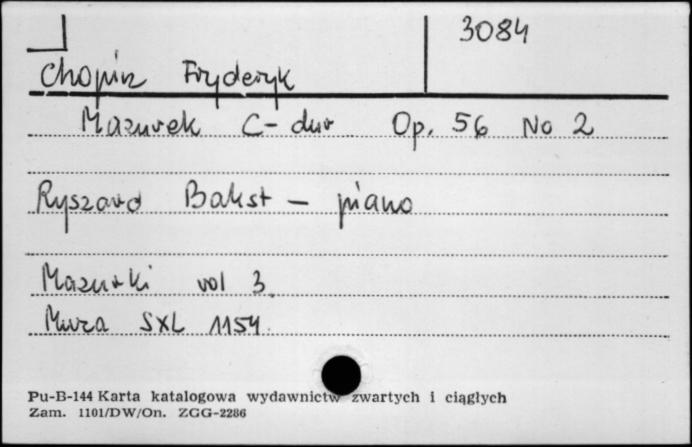 3084
Chopin Fryderyk
Mazurek C-dur Op. 56 No 2
Ryszard Bakst - piano
Mazurki vol 3.
Muza SXL 1154.
Pu-B-144 Karta katalogowa wydawnictw zwartych i ciągłych
Zam. 1101/DW/On. ZGG-2286